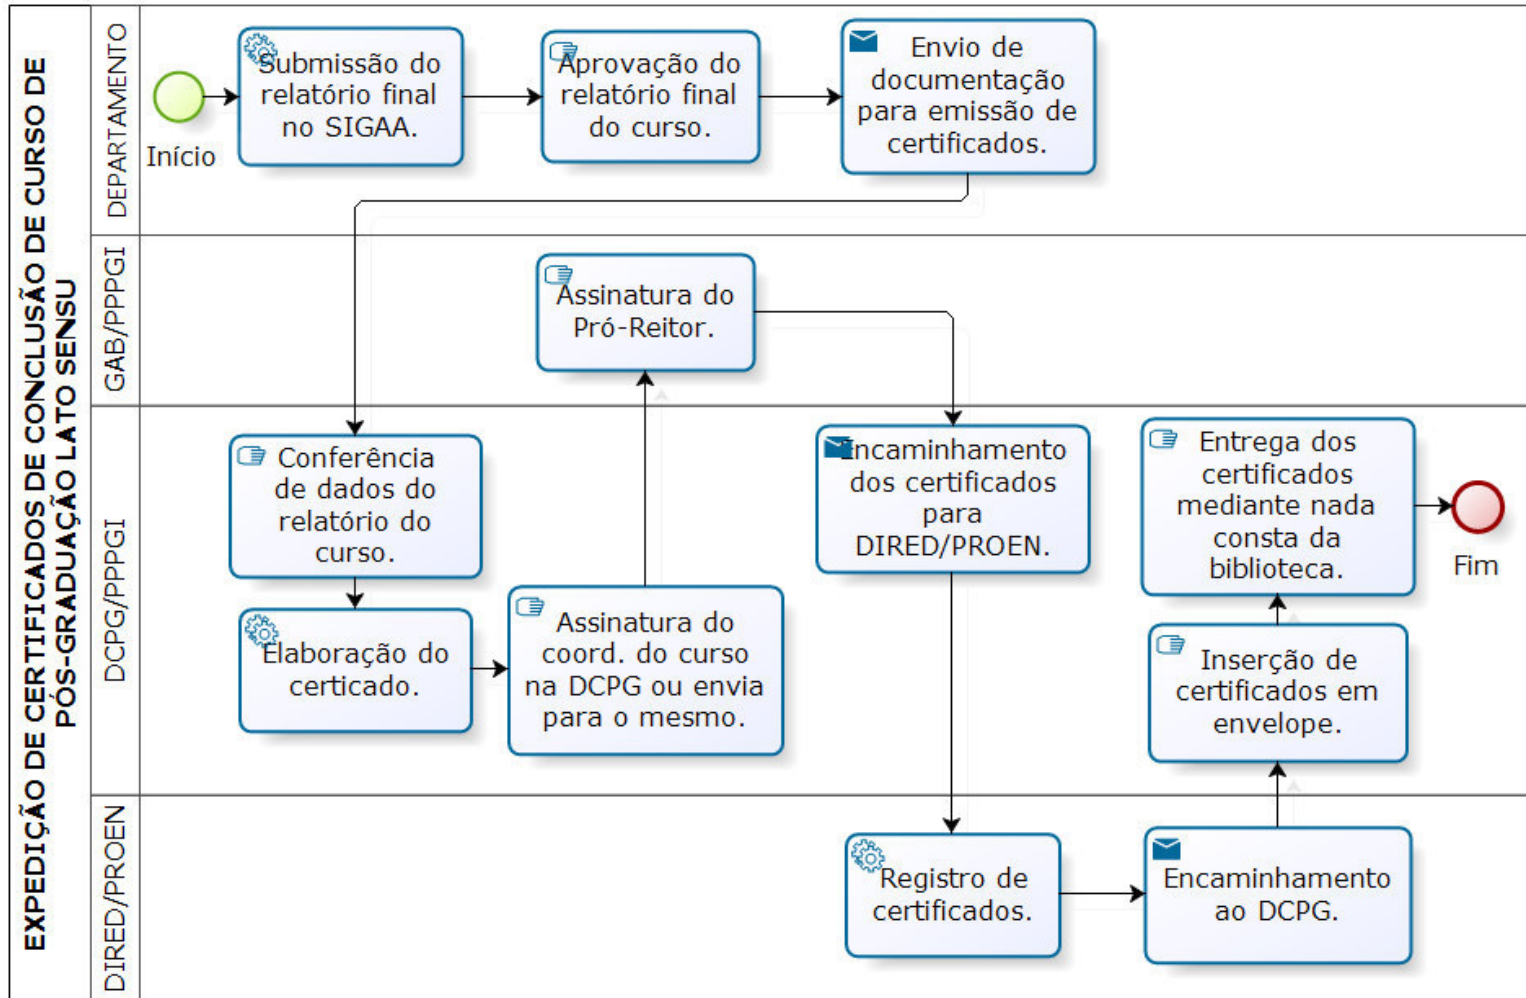 EXPEDIÇÃO DE CERTIFICADOS DE CONCLUSÃO DE CURSO DE
PÓS-GRADUAÇÃO LATO SENSU
DEPARTAMENTO
Início
Submissão do
relatório final
no SIGAA.
Aprovação do
relatório final
do curso.
Envio de
documentação
para emissão de
certificados.
GAB/PPPGI
Assinatura do
Pró-Reitor.
DCPG/PPPGI
Conferência
de dados do
relatório do
curso.
Elaboração do
certicado.
Assinatura do
coord. do curso
na DCPG ou envia
para o mesmo.
Encaminhamento
dos certificados
para
DIRED/PROEN.
Entrega dos
certificados
mediante nada
consta da
biblioteca.
Fim
Inserção de
certificados em
envelope.
DIRED/PROEN
Registro de
certificados.
Encaminhamento
ao DCPG.